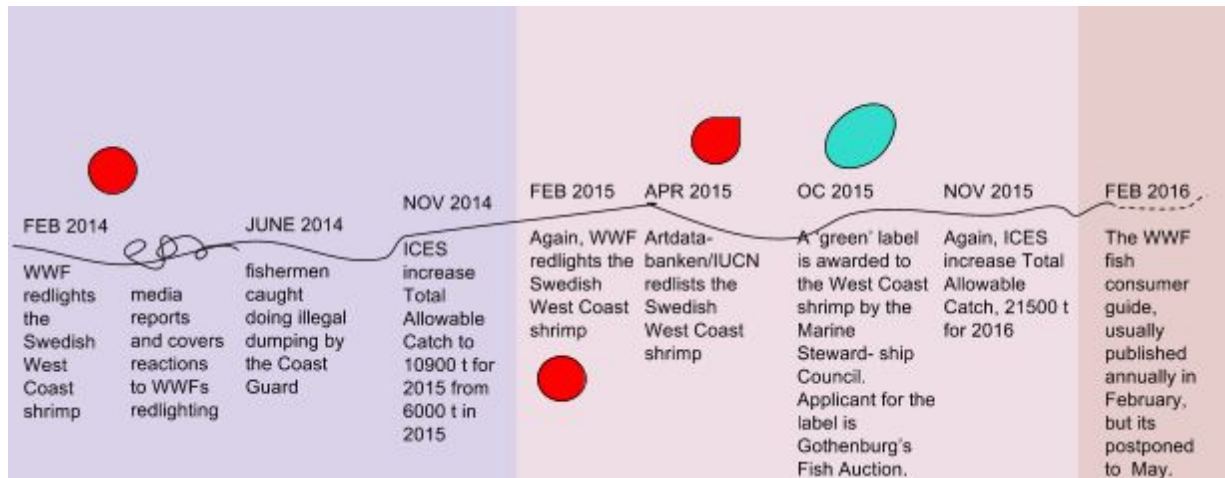 FEB 2014
WWF
redlights
the
Swedish
West
Coast
shrimp
media
reports
and covers
reactions
to WWFs
redlighting
JUNE 2014
fishermen
caught
doing illegal
dumping by
the Coast
Guard
NOV 2014
ICES
increase
Total
Allowable
Catch to
10900 t for
2015 from
6000 t in
2015
FEB 2015
Again, WWF
redlights the
Swedish
West Coast
shrimp
APR 2015
Artdata-
banken/IUCN
redlists the
Swedish
West Coast
shrimp
OC 2015
A 'green' label
is awarded to
the West Coast
shrimp by the
Marine
Steward- ship
Council.
Applicant for the
label is
Gothenburg's
Fish Auction.
NOV 2015
Again, ICES
increase Total
Allowable
Catch, 21500 t
for 2016
FEB 2016
The WWF
fish
consumer
guide,
usually
published
annually in
February,
but its
postponed
to May.